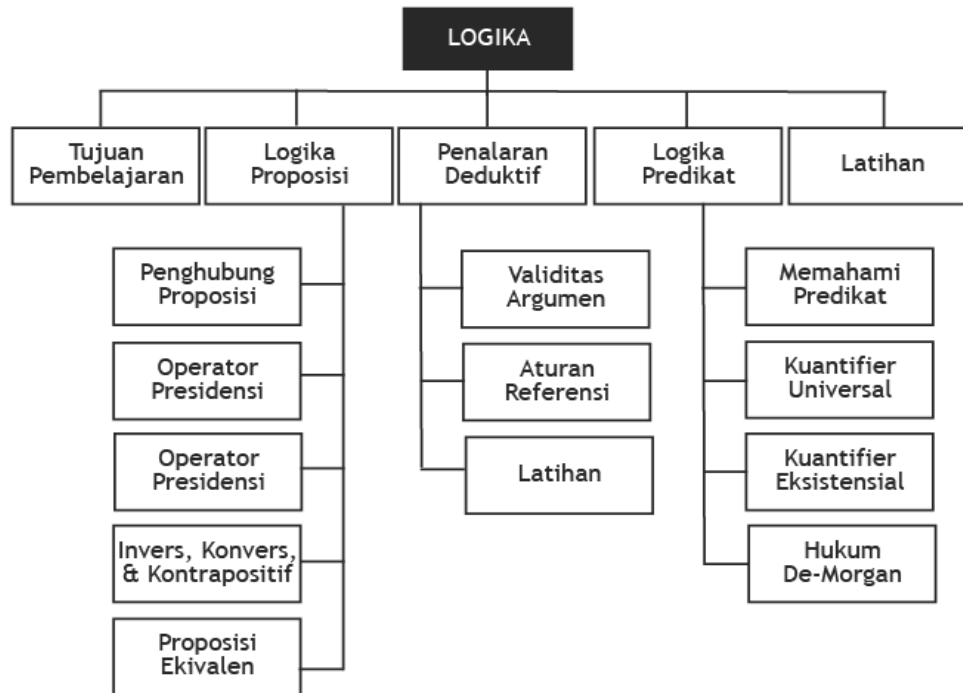 LOGIKA
Tujuan
Pembelajaran
Logika
Proposisi
Penalaran
Deduktif
Logika
Predikat
Latihan
Penghubung
Proposisi
Operator
Presidensi
Operator
Presidensi
Invers, Konvers,
& Kontrapositif
Proposisi
Ekivalen
Validitas
Argumen
Aturan
Referensi
Latihan
Memahami
Predikat
Kuantifier
Universal
Kuantifier
Eksistensial
Hukum
De-Morgan